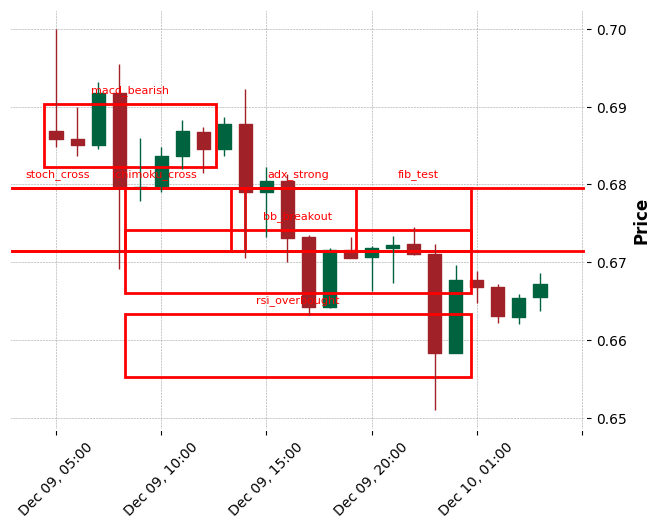 macd_bearish
stoch_cross
ichimoku_cross
adx_strong
fib_test
bb_breakout
rsi_overbought
0.70
0.69
0.68
0.67
0.66
0.65
Price
Dec 09, 05:00
Dec 09, 10:00
Dec 09, 15:00
Dec 09, 20:00
Dec 10, 01:00